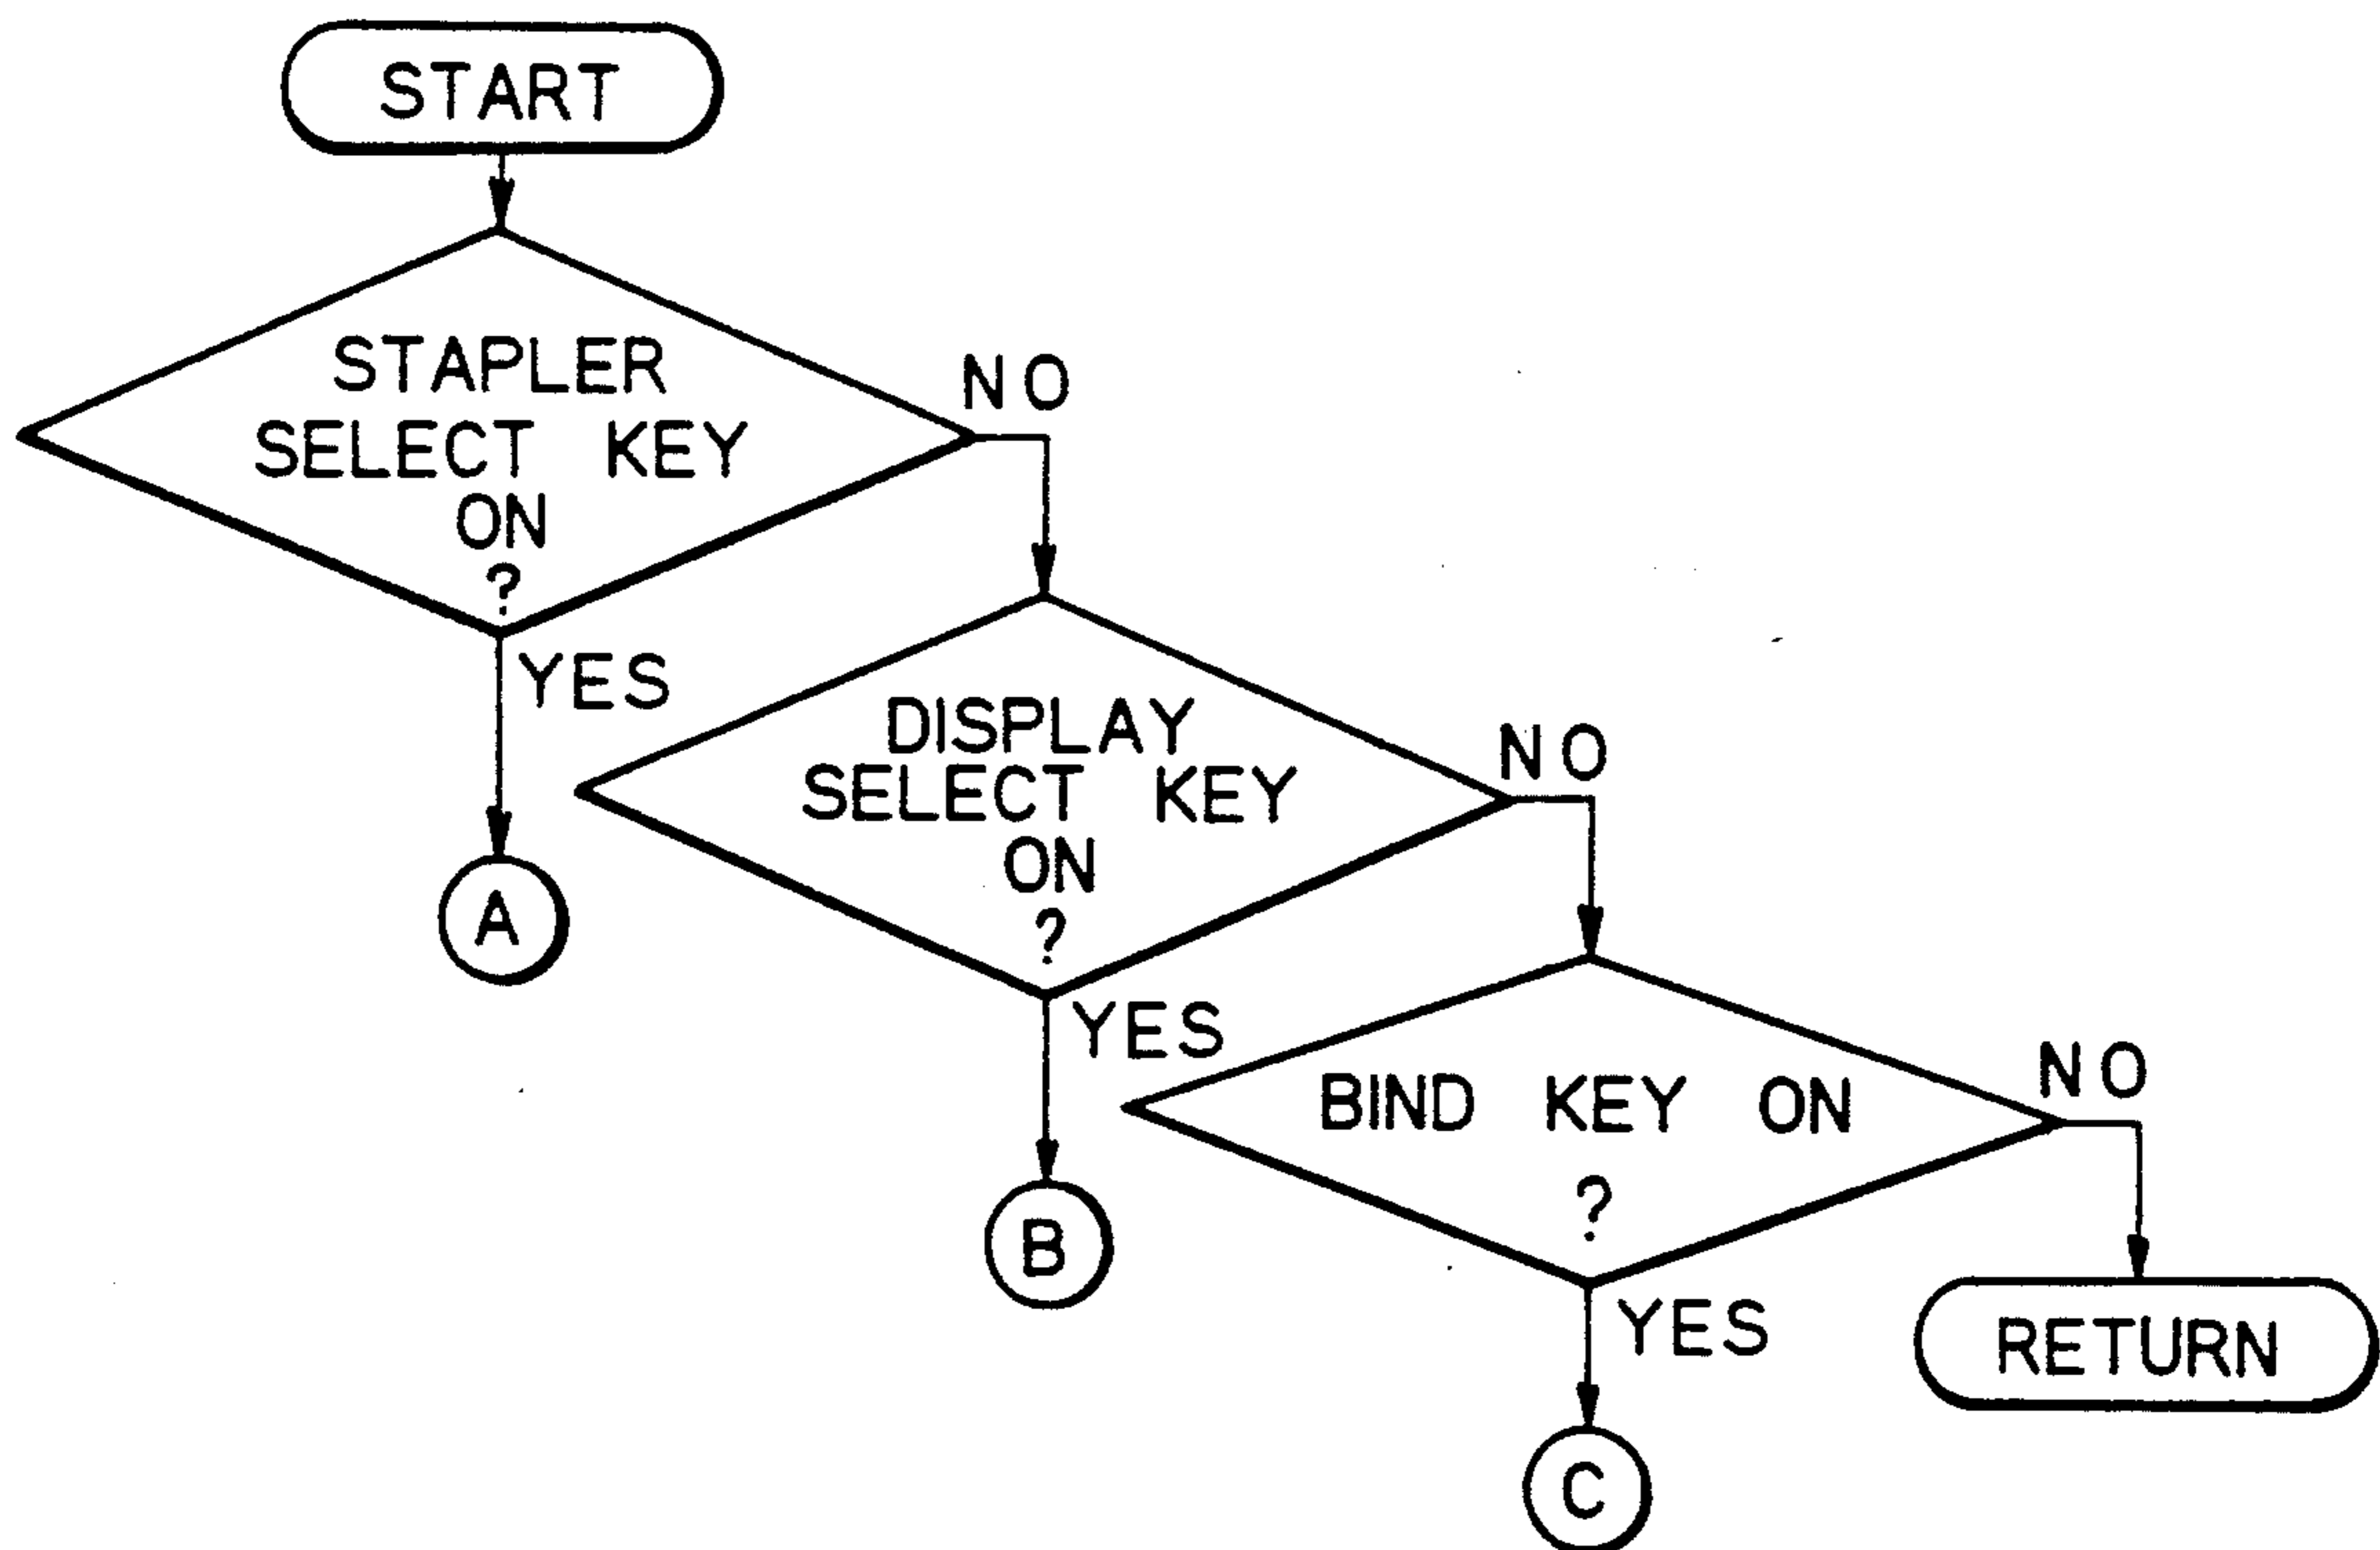 START
STAPLER
SELECT KEY
ON
?
NO
YES
A
DISPLAY
SELECT KEY
ON
?
NO
YES
B
BIND KEY ON
?
NO
YES
C
RETURN